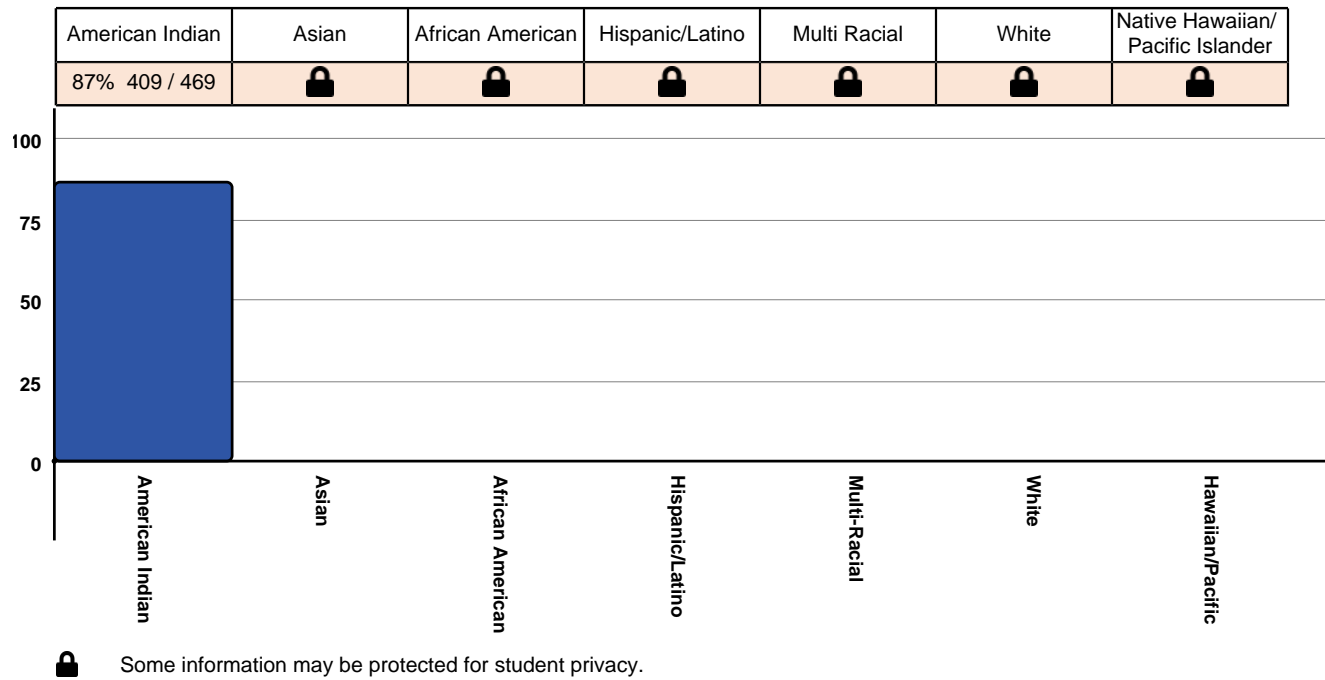 American Indian Asian African American Hispanic/Latino Multi Racial White Native Hawaiian/
Pacific Islander
87% 409 / 469
100
75
50
25
0
American Indian
Asian
African American
Hispanic/Latino
Multi-Racial
White
Hawaiian/Pacific
Some information may be protected for student privacy.